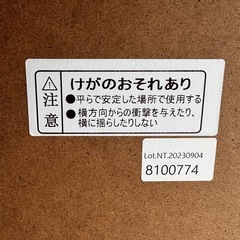 けがのおそれあり
注意
●平らで安定した場所で使用する
●横方向からの衝撃を与えたり、
横に揺らしたりしない
Lot.NT.20230904
8100774